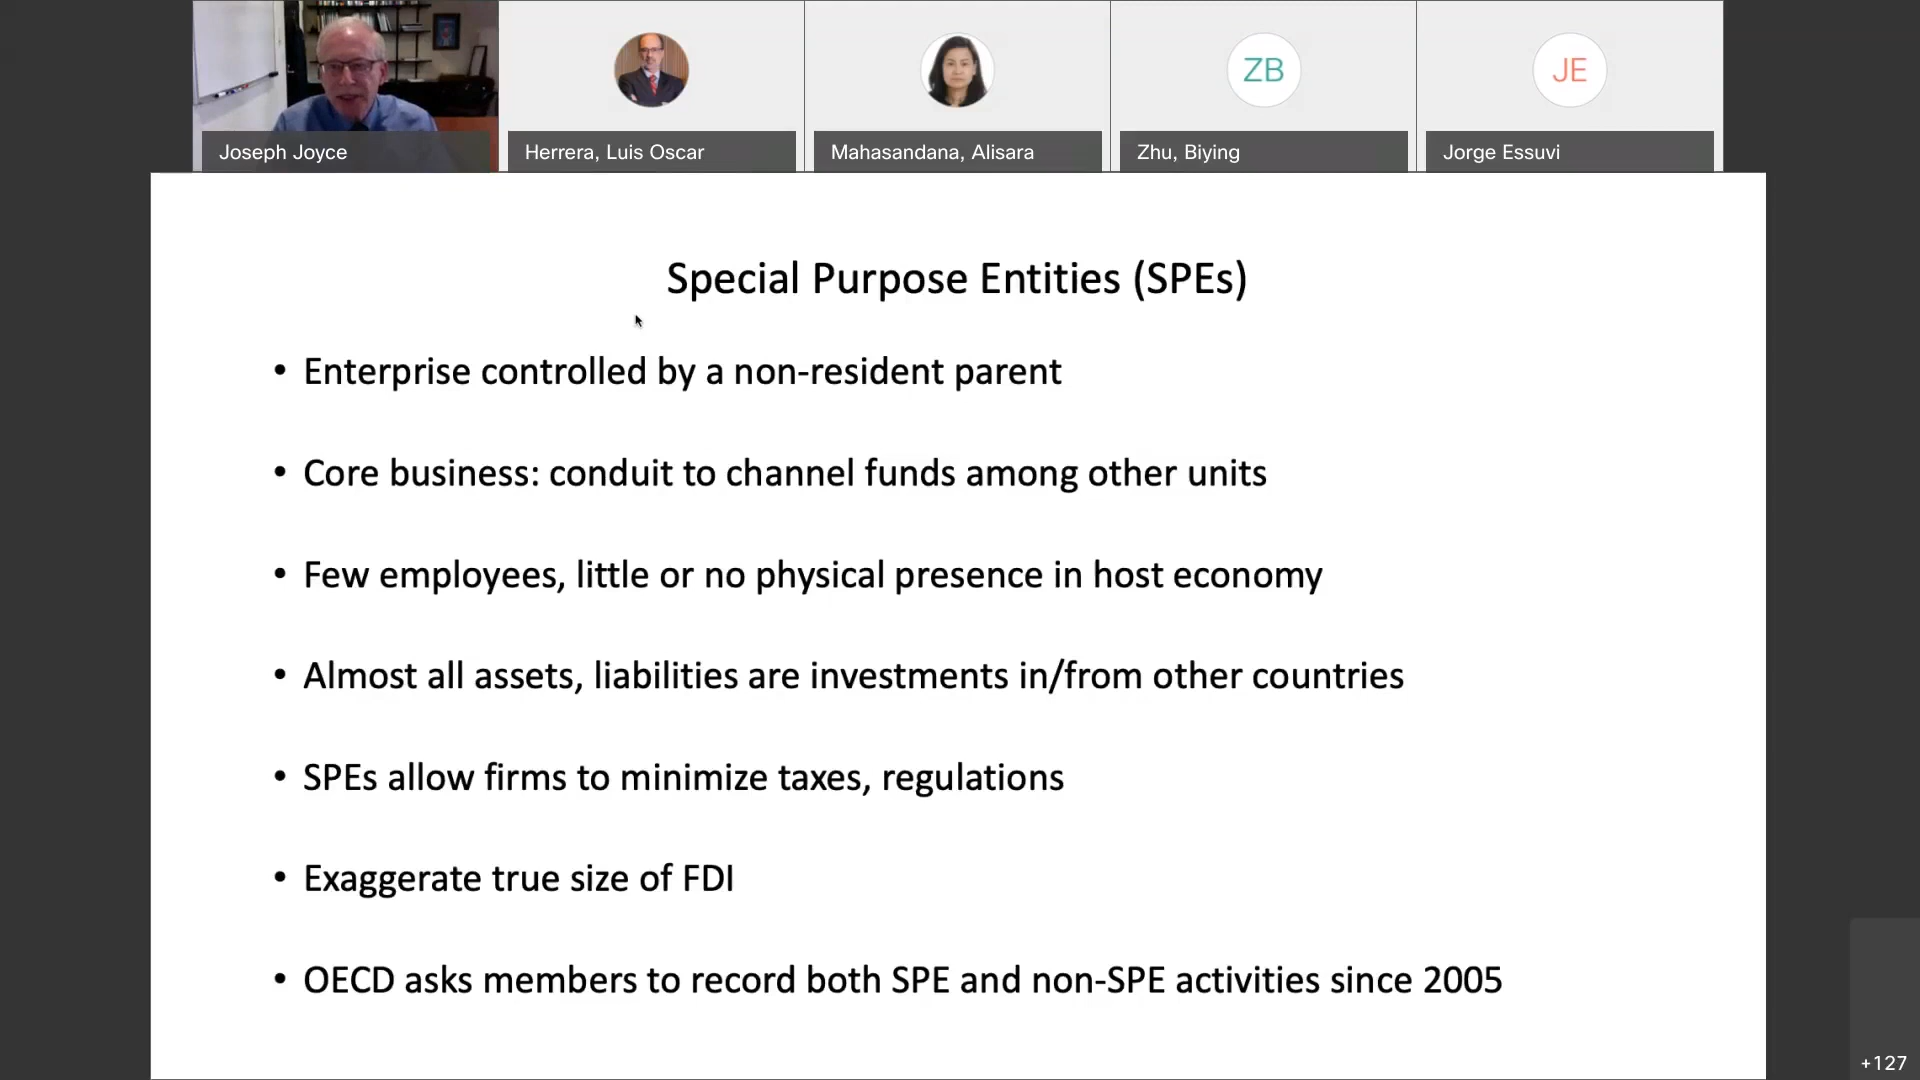 ZB
JE
Joseph Joyce
Herrera, Luis Oscar
Mahasandana, Alisara
Zhu, Biying
Jorge Essuvi
Special Purpose Entities (SPEs)
• Enterprise controlled by a non-resident parent
• Core business: conduit to channel funds among other units
• Few employees, little or no physical presence in host economy
• Almost all assets, liabilities are investments in/from other countries
• SPEs allow firms to minimize taxes, regulations
• Exaggerate true size of FDI
• OECD asks members to record both SPE and non-SPE activities since 2005
+127